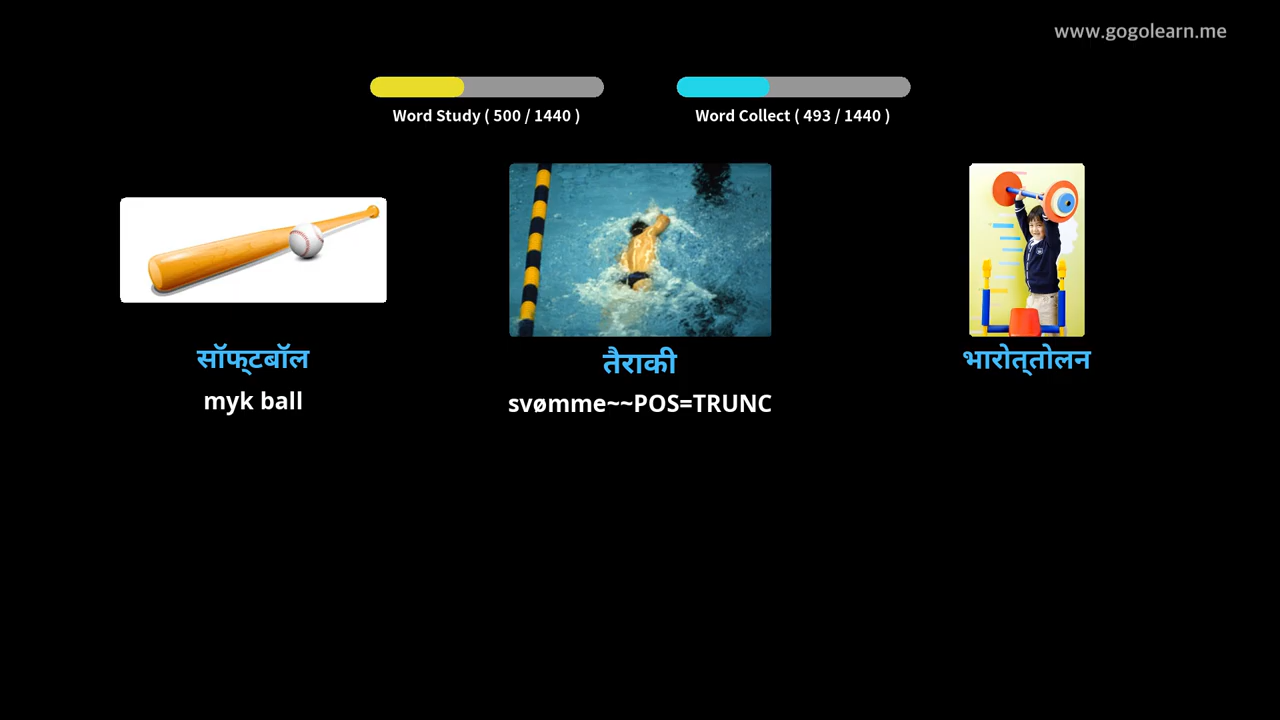 www.gogolearn.me
Word Study ( 500 / 1440 )
Word Collect ( 493 / 1440 )
सॉफ्टबॉल
तैराकी
भारोत्तोलन
myk ball
svømme~~POS=TRUNC